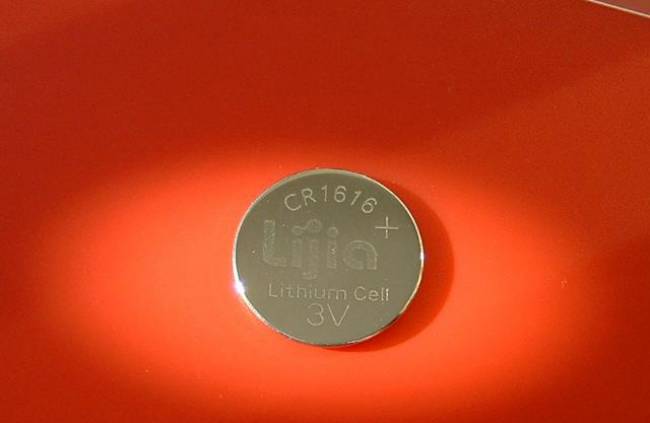 CR1616
+
Lijia
Lithium Cell
3V